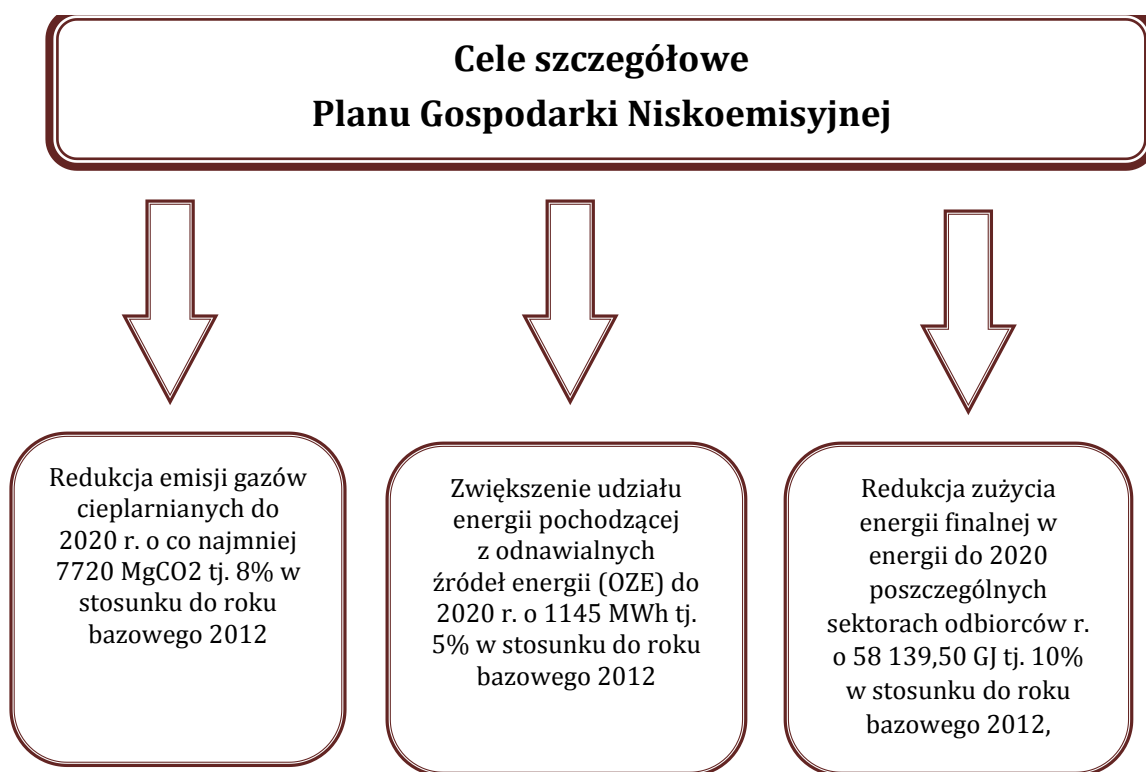 Cele szczegółowe
Planu Gospodarki Niskoemisyjnej
Redukcja emisji gazów
cieplarnianych do
2020 r. o co najmniej
7720 MgCO2 tj. 8% w
stosunku do roku
bazowego 2012
Zwiększenie udziału
energii pochodzącej
z odnawialnych
źródeł energii (OZE) do
2020 r. o 1145 MWh tj.
5% w stosunku do roku
bazowego 2012
Redukcja zużycia
energii finalnej w
energii do 2020
poszczególnych
sektorach odbiorców r.
o 58 139,50 GJ tj. 10%
w stosunku do roku
bazowego 2012,